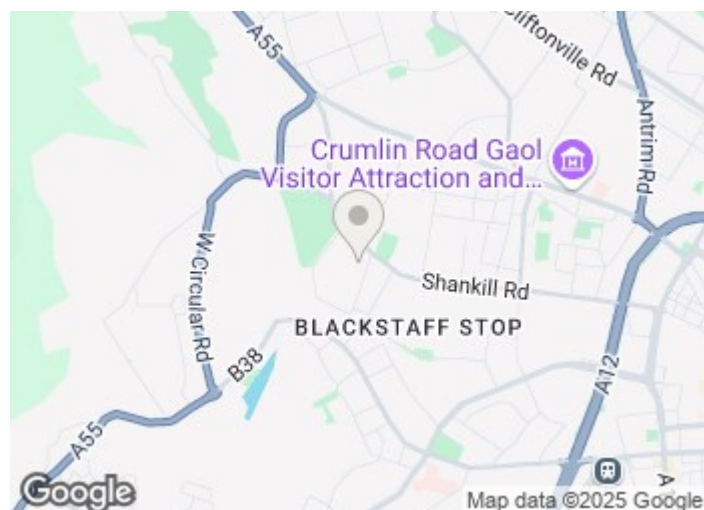 A55
Cliftonville Rd
Antrim Rd
Crumlin Road Gaol
Visitor Attraction and...
W Circular Rd
Shankill Rd
BLACKSTAFF STOP
B38
A12
A55
A
Google
Map data ©2025 Google